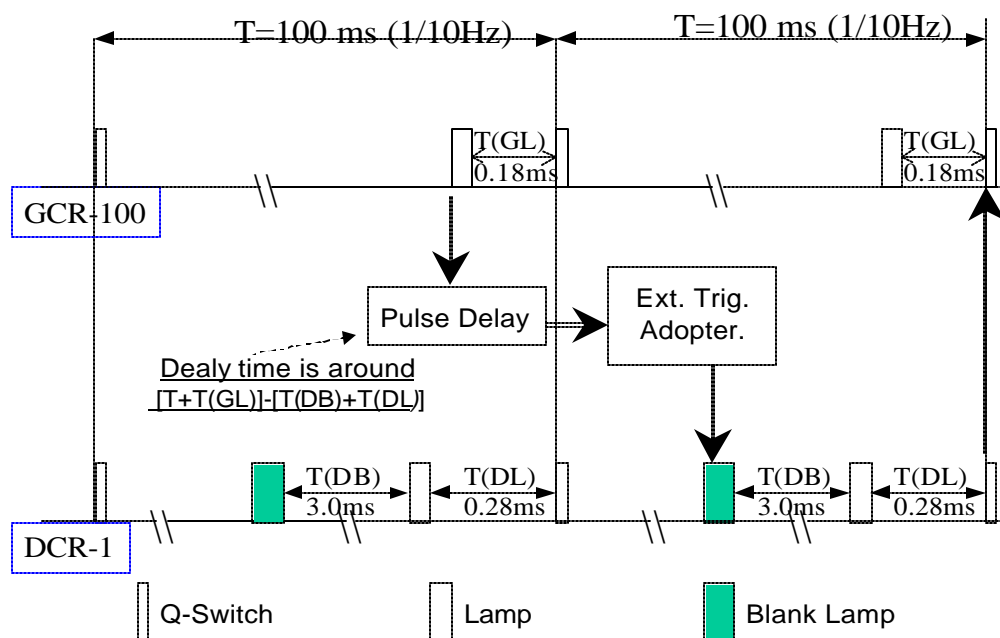 T=100 ms (1/10Hz)
T=100 ms (1/10Hz)
T(GL)
0.18ms
T(GL)
0.18ms
GCR-100
Pulse Delay
Ext. Trig.
Adopter.
Dealy time is around
[T+T(GL)]-[T(DB)+T(DL)]
T(DB)
3.0ms
T(DL)
0.28ms
T(DB)
3.0ms
T(DL)
0.28ms
DCR-1
Q-Switch
Lamp
Blank Lamp